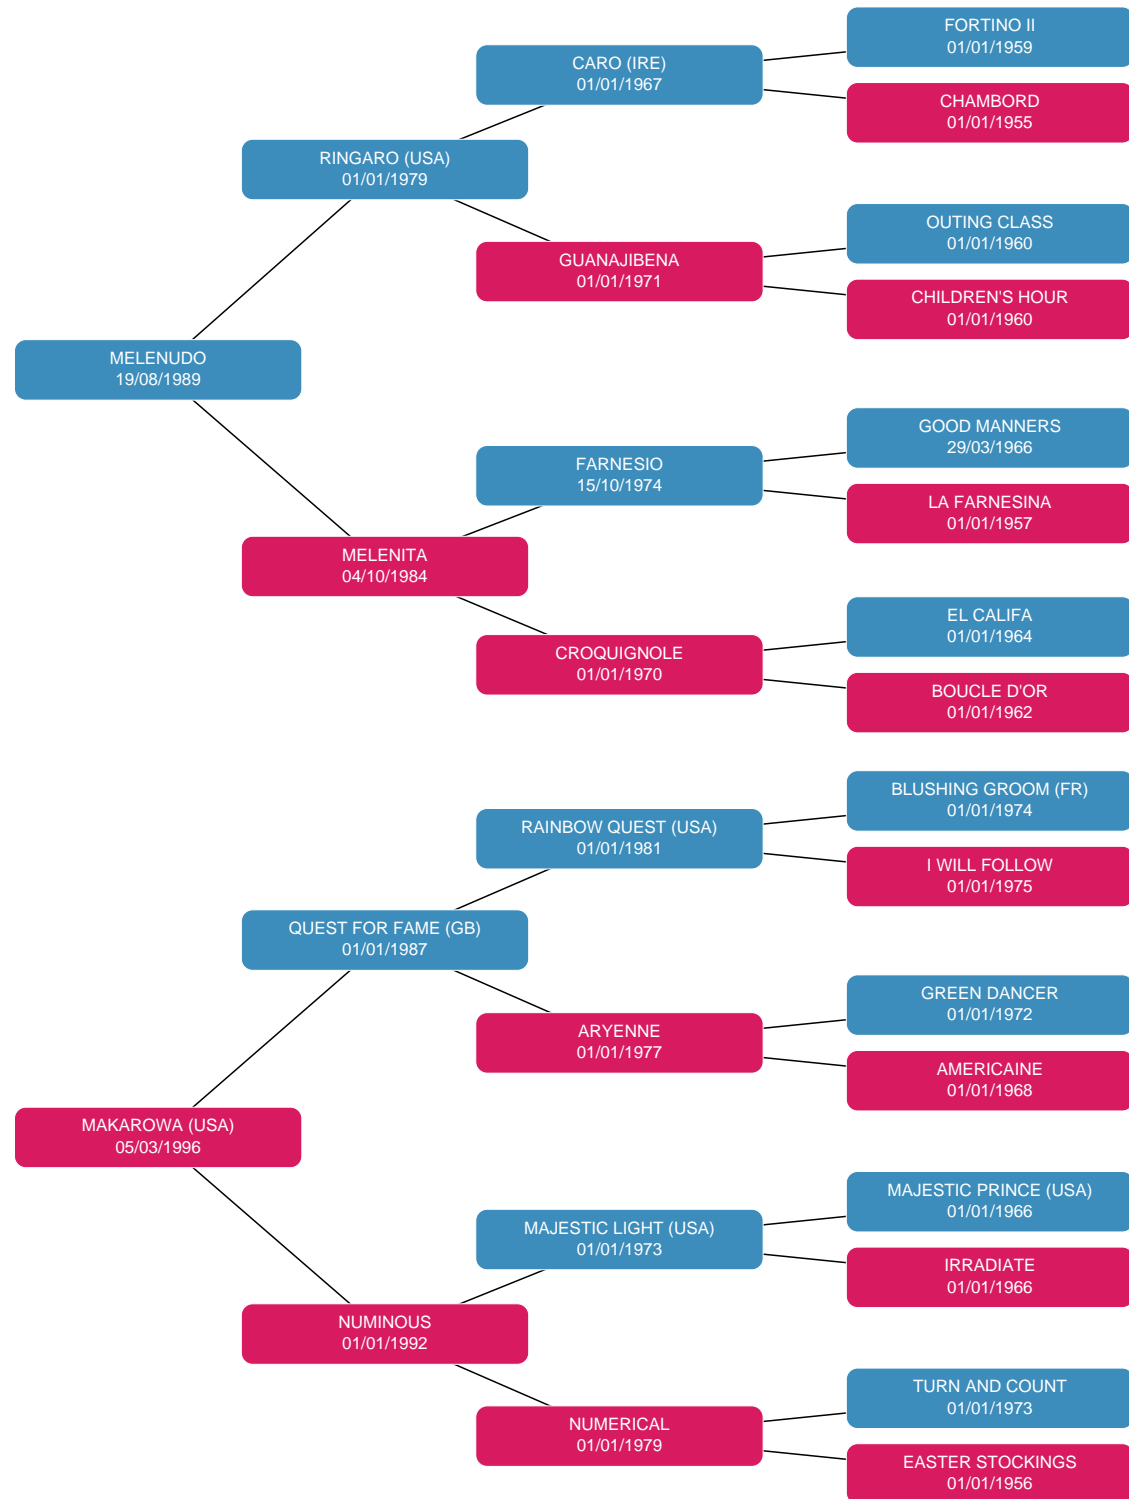 FORTINO II
01/01/1959
CARO (IRE)
01/01/1967
CHAMBORD
01/01/1955
RINGARO (USA)
01/01/1979
OUTING CLASS
01/01/1960
GUANAJIBENA
01/01/1971
CHILDREN'S HOUR
01/01/1960
MELENUDO
19/08/1989
GOOD MANNERS
29/03/1966
FARNESIO
15/10/1974
LA FARNESINA
01/01/1957
MELENITA
04/10/1984
EL CALIFA
01/01/1964
CROQUIGNOLE
01/01/1970
BOUCLE D'OR
01/01/1962
BLUSHING GROOM (FR)
01/01/1974
RAINBOW QUEST (USA)
01/01/1981
I WILL FOLLOW
01/01/1975
QUEST FOR FAME (GB)
01/01/1987
GREEN DANCER
01/01/1972
ARYENNE
01/01/1977
AMERICAINE
01/01/1968
MAKAROWA (USA)
05/03/1996
MAJESTIC PRINCE (USA)
01/01/1966
MAJESTIC LIGHT (USA)
01/01/1973
IRRADIATE
01/01/1966
NUMINOUS
01/01/1992
TURN AND COUNT
01/01/1973
NUMERICAL
01/01/1979
EASTER STOCKINGS
01/01/1956